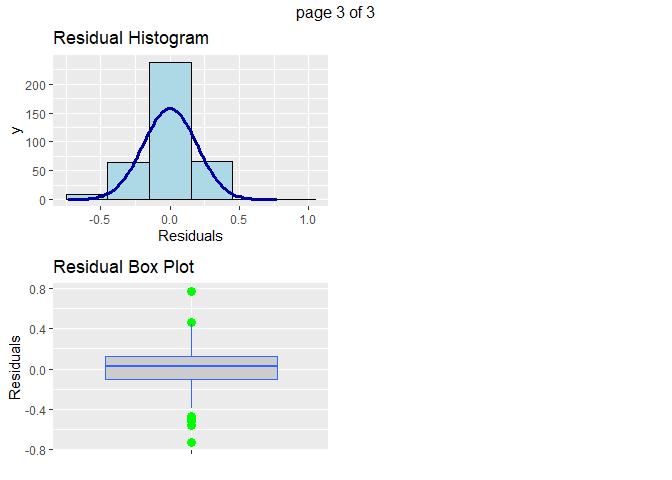 page 3 of 3
Residual Histogram
200
150
100
50
0
y
-0.5 0.0 0.5 1.0
Residuals
Residual Box Plot
0.8
0.4
0.0
-0.4
-0.8
Residuals